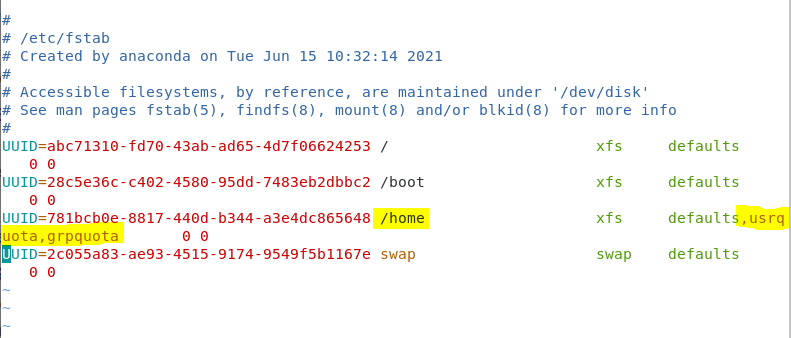 #
# /etc/fstab
# Created by anaconda on Tue Jun 15 10:32:14 2021
#
# Accessible filesystems, by reference, are maintained under '/dev/disk'
# See man pages fstab(5), findfs(8), mount(8) and/or blkid(8) for more info
#
UUID=abc71310-fd70-43ab-ad65-4d7f06624253 /                       xfs     defaults
   0 0
UUID=28c5e36c-c402-4580-95dd-7483eb2dbbc2 /boot                   xfs     defaults
   0 0
UUID=781bcb0e-8817-440d-b344-a3e4dc865648 /home                   xfs     defaults,usrq
uota,grpquota       0 0
UUID=2c055a83-ae93-4515-9174-9549f5b1167e swap                    swap    defaults
   0 0
~
~
~